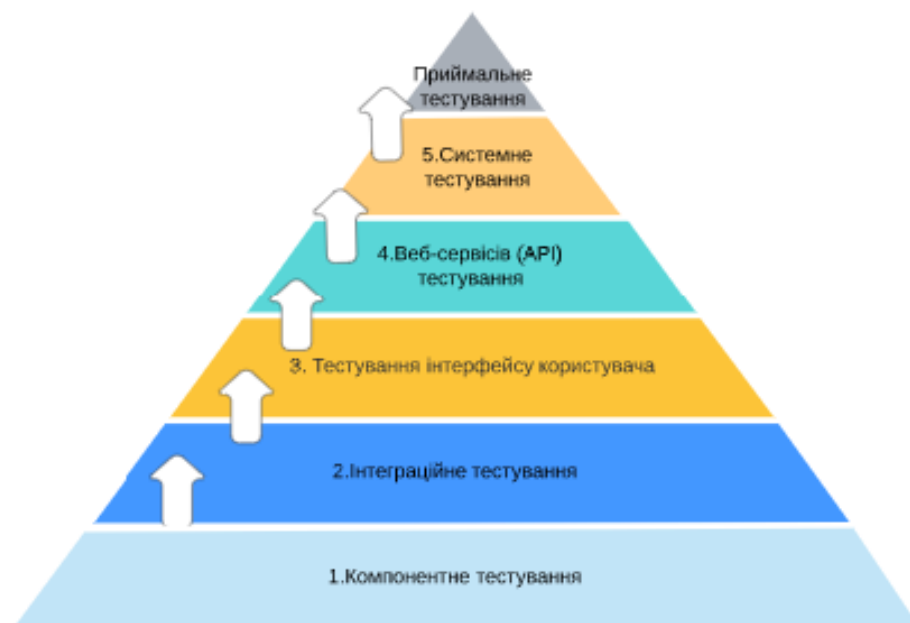 Приймальне
тестування
5.Системне
тестування
4.Веб-сервісів (API)
тестування
3. Тестування інтерфейсу користувача
2.Інтеграційне тестування
1.Компонентне тестування